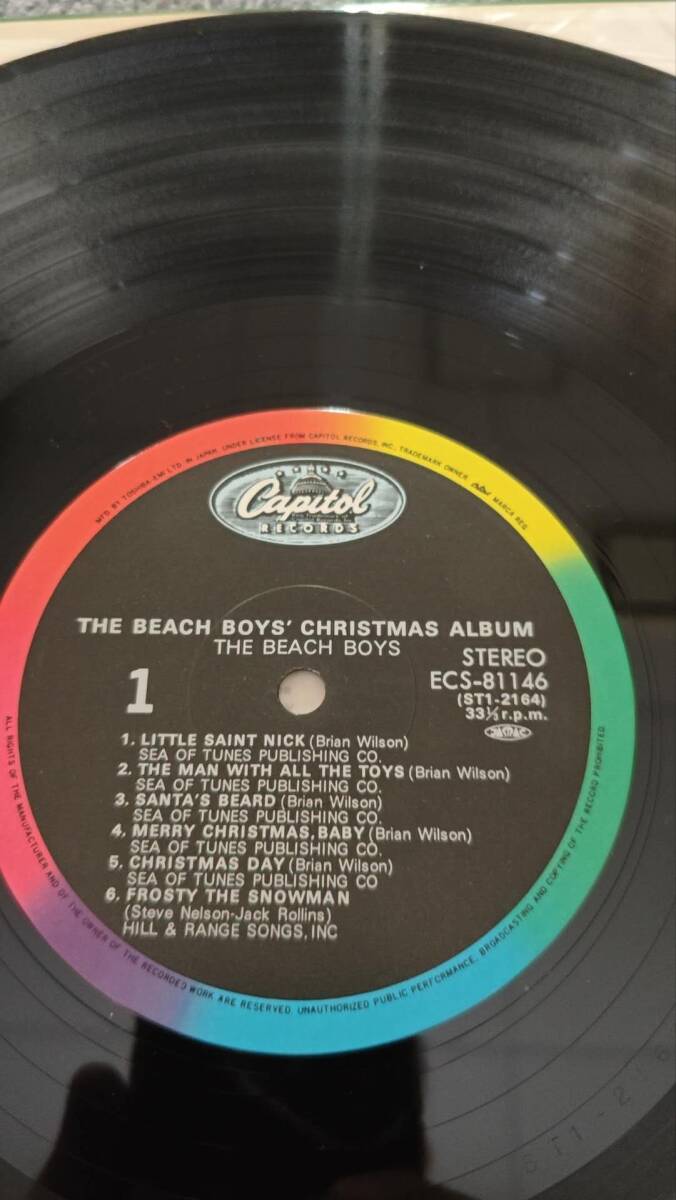 MFD. BY TOSHIBA-EMI LTD. IN JAPAN, UNDER LICENSE FROM CAPITOL RECORDS, INC., TRADEMARK OWNER, MARCA REG.
Capitol
RECORDS
THE BEACH BOYS' CHRISTMAS ALBUM
THE BEACH BOYS
STEREO
1
ECS-81146
(ST1-2164)
33⅓ r.p.m.
JASRAC
1. LITTLE SAINT NICK (Brian Wilson)
SEA OF TUNES PUBLISHING CO.
2. THE MAN WITH ALL THE TOYS (Brian Wilson)
SEA OF TUNES PUBLISHING CO.
3. SANTA'S BEARD (Brian Wilson)
SEA OF TUNES PUBLISHING CO.
4. MERRY CHRISTMAS, BABY (Brian Wilson)
SEA OF TUNES PUBLISHING CO.
5. CHRISTMAS DAY (Brian Wilson)
SEA OF TUNES PUBLISHING CO
6. FROSTY THE SNOWMAN
(Steve Nelson-Jack Rollins)
HILL & RANGE SONGS, INC
ALL RIGHTS OF THE MANUFACTURER AND OF THE OWNER OF THE RECORDED WORK ARE RESERVED. UNAUTHORIZED PUBLIC PERFORMANCE, BROADCASTING AND COPYING OF THE RECORD PROHIBITED.